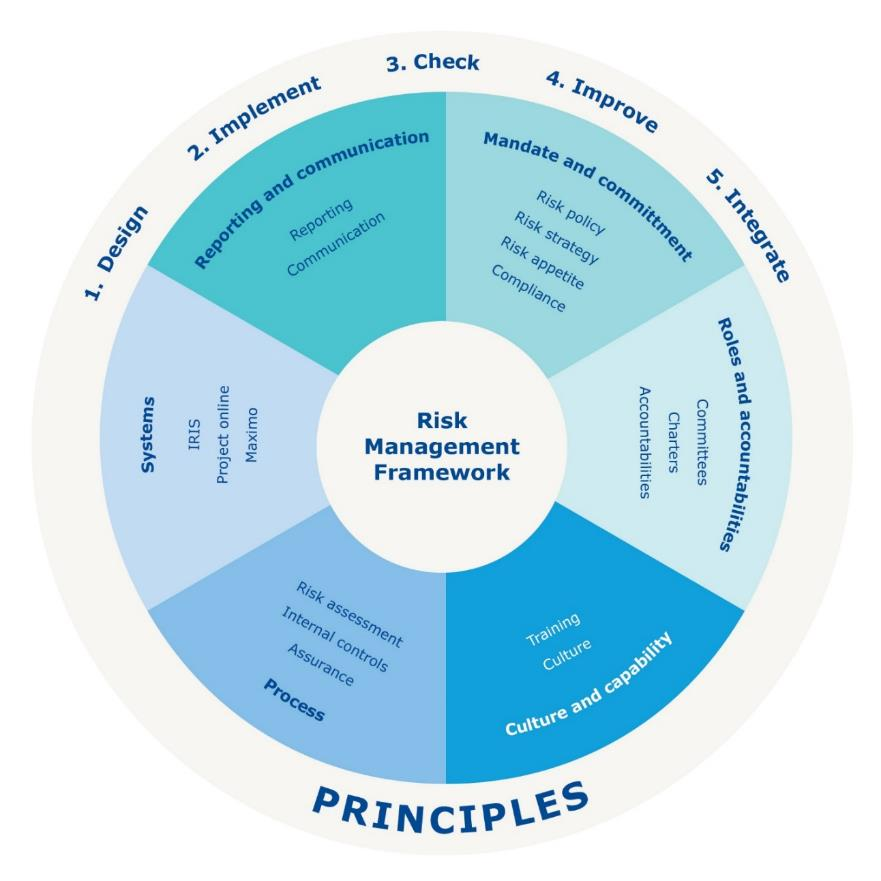 1. Design
2. Implement
3. Check
4. Improve
5. Integrate
Reporting and communication
Reporting
Communication
Mandate and committment
Risk policy
Risk strategy
Risk appetite
Compliance
Roles and accountabilities
Committees
Charters
Accountabilities
Culture and capability
Training
Culture
Process
Risk assessment
Internal controls
Assurance
Systems
IRIS
Project online
Maximo
Risk
Management
Framework
PRINCIPLES